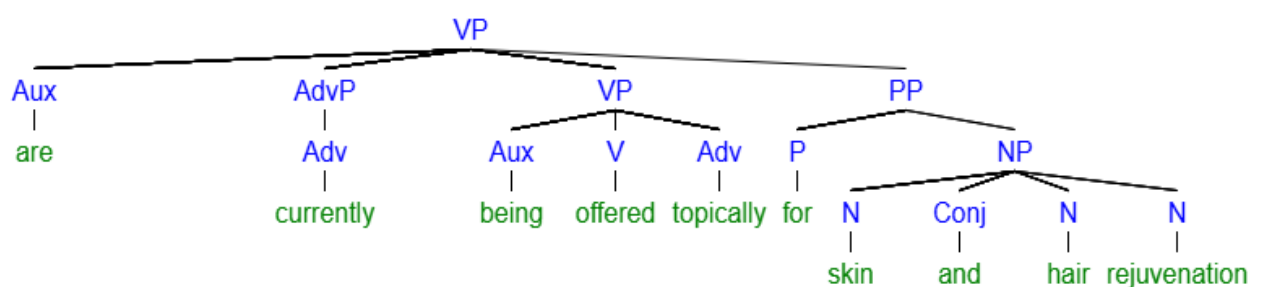 VP
Aux AdvP VP PP
are Adv Aux V Adv P NP
currently being offered topically for N Conj N N
skin and hair rejuvenation